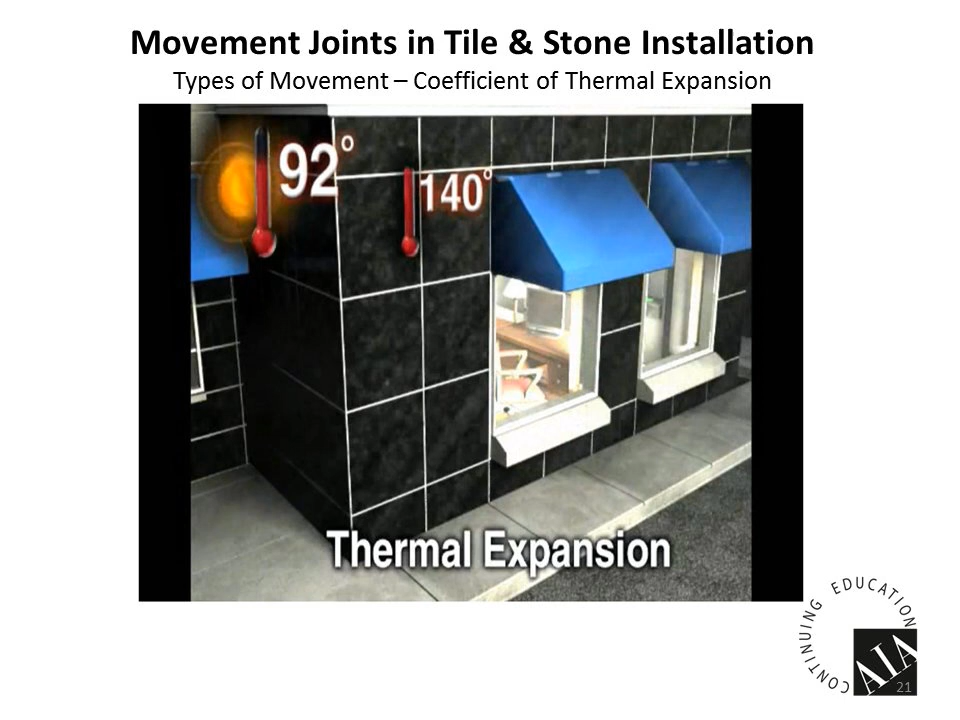 Movement Joints in Tile & Stone Installation
Types of Movement – Coefficient of Thermal Expansion
92°
140°
Thermal Expansion
CONTINUING EDUCATION
AIA
21